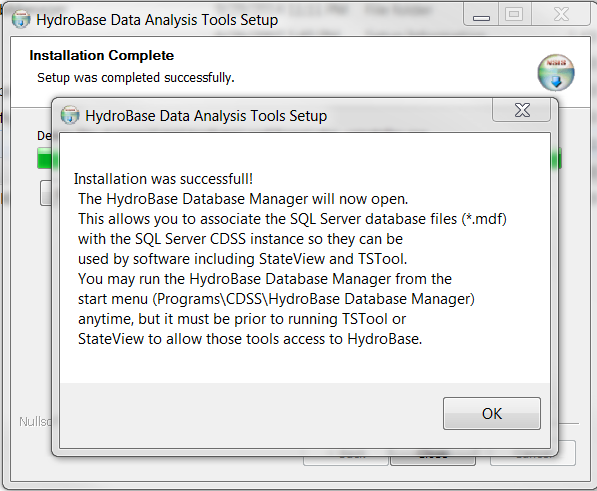 HydroBase Data Analysis Tools Setup
Installation Complete
Setup was completed successfully.
HydroBase Data Analysis Tools Setup
Installation was successfull!
The HydroBase Database Manager will now open.
This allows you to associate the SQL Server database files (*.mdf)
with the SQL Server CDSS instance so they can be
used by software including StateView and TSTool.
You may run the HydroBase Database Manager from the
start menu (Programs\CDSS\HydroBase Database Manager)
anytime, but it must be prior to running TSTool or
StateView to allow those tools access to HydroBase.
OK